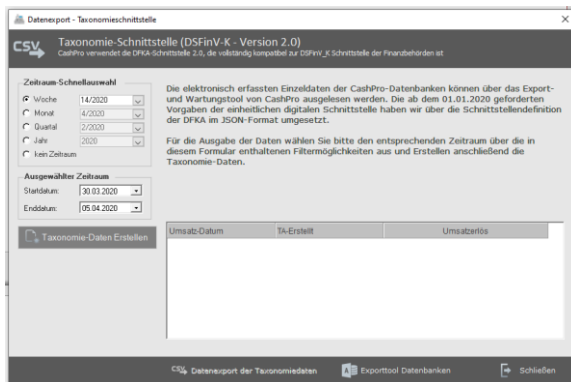 Datenexport - Taxonomieschnittstelle
CSV
Taxonomie-Schnittstelle (DSFinV-K - Version 2.0)
CashPro verwendet die DFKA-Schnittstelle 2.0, die vollständig kompatibel zur DSFinV_K Schnittstelle der Finanzbehörden ist
Zeitraum-Schnellauswahl
Woche 14/2020
Monat 4/2020
Quartal 2/2020
Jahr 2020
kein Zeitraum
Ausgewählter Zeitraum
Startdatum: 30.03.2020
Enddatum: 05.04.2020
Taxonomie-Daten Erstellen
Die elektronisch erfassten Einzeldaten der CashPro-Datenbanken können über das Export-
und Wartungstool von CashPro ausgelesen werden. Die ab dem 01.01.2020 geforderten
Vorgaben der einheitlichen digitalen Schnittstelle haben wir über die Schnittstellendefinition
der DFKA im JSON-Format umgesetzt.
Für die Ausgabe der Daten wählen Sie bitte den entsprechenden Zeitraum über die in
diesem Formular enthaltenen Filtermöglichkeiten aus und Erstellen anschließend die
Taxonomie-Daten.
Umsatz-Datum TA-Erstellt Umsatzerlös
CSV Datenexport der Taxonomiedaten Exporttool Datenbanken Schließen